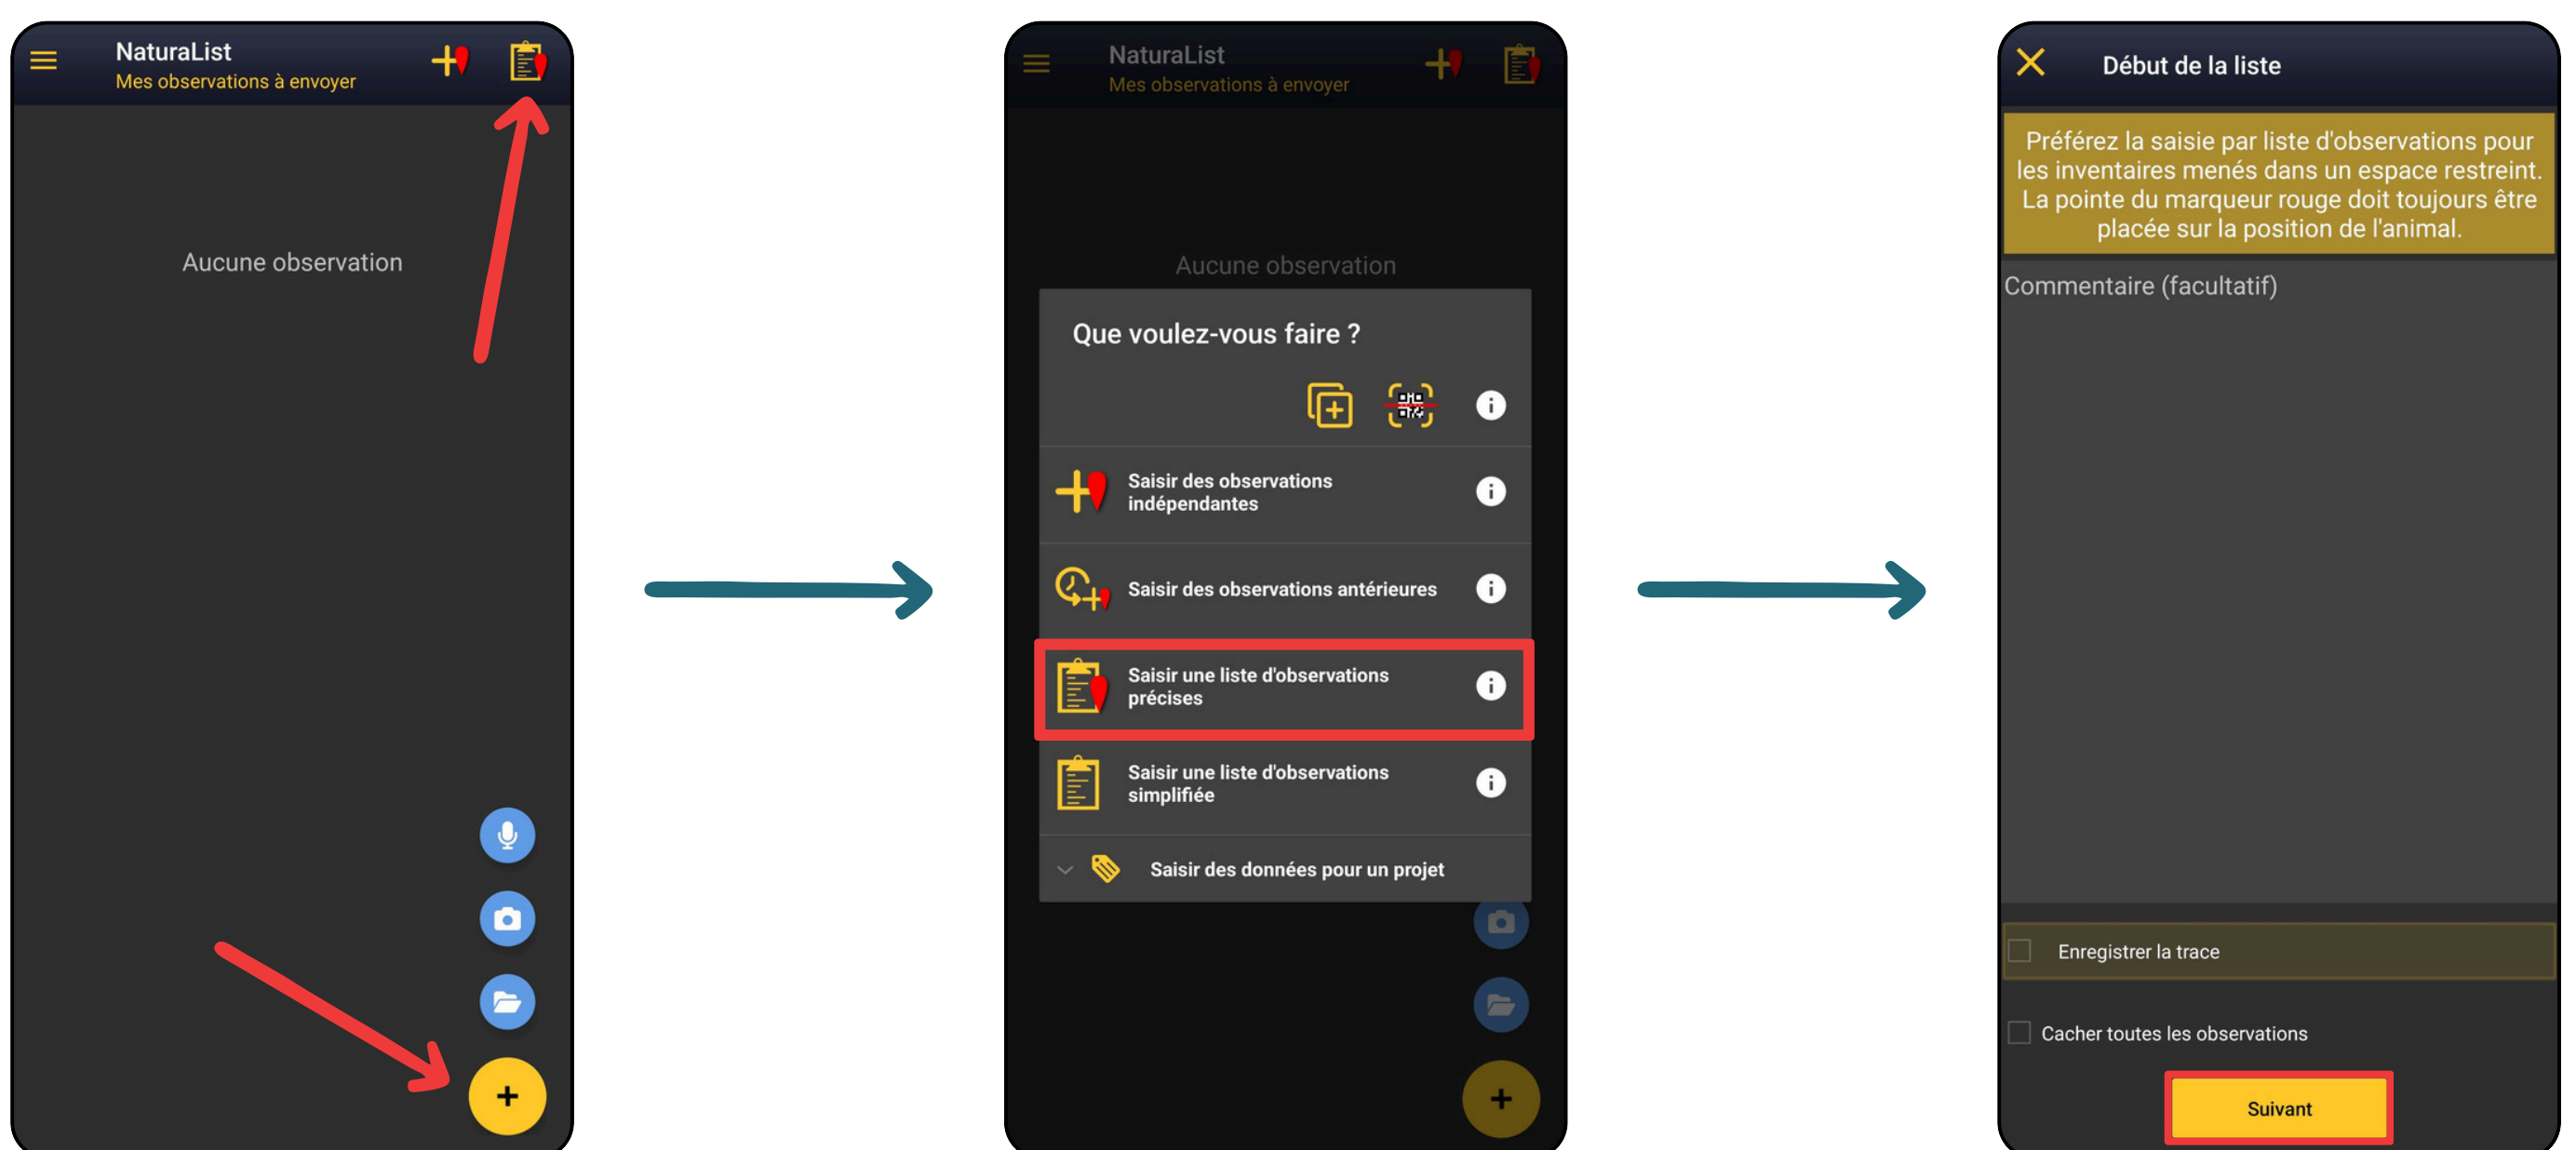 NaturaList
Mes observations à envoyer
Aucune observation
NaturaList
Mes observations à envoyer
Aucune observation
Que voulez-vous faire ?
Saisir des observations
indépendantes
Saisir des observations antérieures
Saisir une liste d'observations
précises
Saisir une liste d'observations
simplifiée
Saisir des données pour un projet
Début de la liste
Préférez la saisie par liste d'observations pour
les inventaires menés dans un espace restreint.
La pointe du marqueur rouge doit toujours être
placée sur la position de l'animal.
Commentaire (facultatif)
Enregistrer la trace
Cacher toutes les observations
Suivant